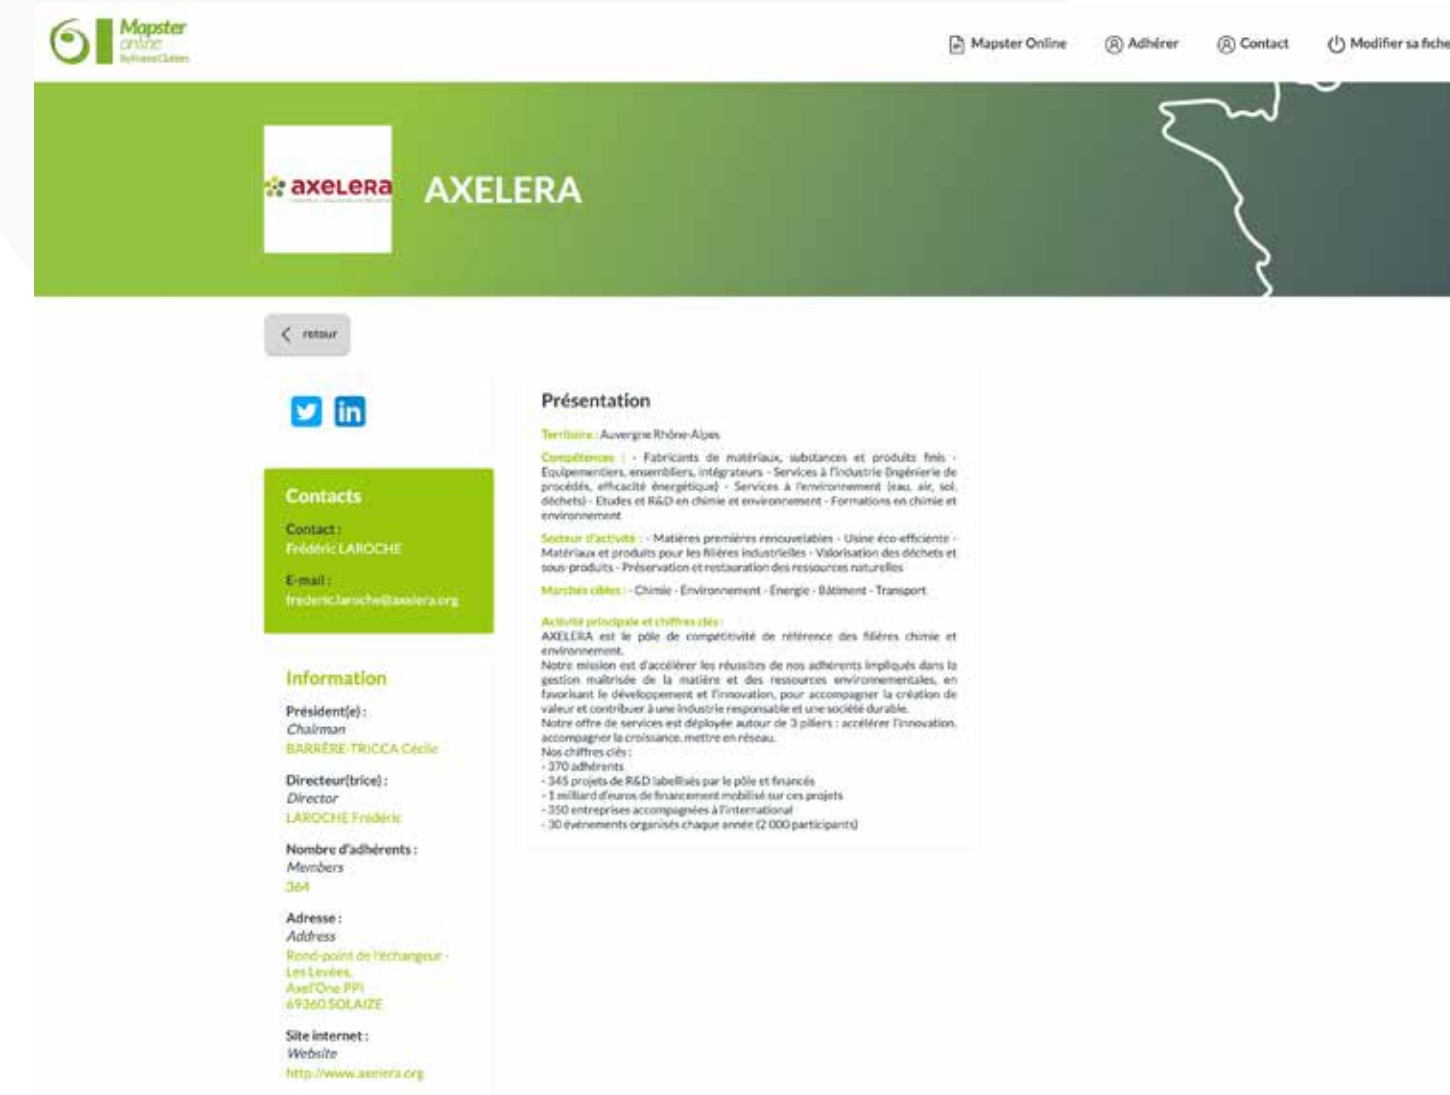 Mapster
online
By France Clusters
Mapster Online
Adhérer
Contact
Modifier sa fiche
axeLeRa
AXELERA
retour
Contacts
Contact :
Frédéric LAROCHE
E-mail :
frederic.laroche@axelera.org
Information
Président(e) :
Chairman
BARRÈRE-TRICCA Cécile
Directeur(trice) :
Director
LAROCHE Frédéric
Nombre d'adhérents :
Members
364
Adresse :
Address
Rond-point de l'échangeur -
Les Levées,
Axel'One PPI
69360 SOLAIZE
Site internet :
Website
http://www.axelera.org
Présentation
Territoire : Auvergne Rhône-Alpes
Compétences : - Fabricants de matériaux, substances et produits finis -
Equipementiers, ensembliers, intégrateurs - Services à l'industrie (ingénierie de
procédés, efficacité énergétique) - Services à l'environnement (eau, air, sol,
déchets) - Etudes et R&D en chimie et environnement - Formations en chimie et
environnement
Secteur d'activité : - Matières premières renouvelables - Usine éco-efficiente -
Matériaux et produits pour les filières industrielles - Valorisation des déchets et
sous-produits - Préservation et restauration des ressources naturelles
Marchés cibles : - Chimie - Environnement - Energie - Bâtiment - Transport
Activité principale et chiffres clés :
AXELERA est le pôle de compétitivité de référence des filières chimie et
environnement.
Notre mission est d'accélérer les réussites de nos adhérents impliqués dans la
gestion maîtrisée de la matière et des ressources environnementales, en
favorisant le développement et l'innovation, pour accompagner la création de
valeur et contribuer à une industrie responsable et une société durable.
Notre offre de services est déployée autour de 3 piliers : accélérer l'innovation,
accompagner la croissance, mettre en réseau.
Nos chiffres clés :
- 370 adhérents
- 345 projets de R&D labellisés par le pôle et financés
- 1 milliard d'euros de financement mobilisé sur ces projets
- 350 entreprises accompagnées à l'international
- 30 évènements organisés chaque année (2 000 participants)